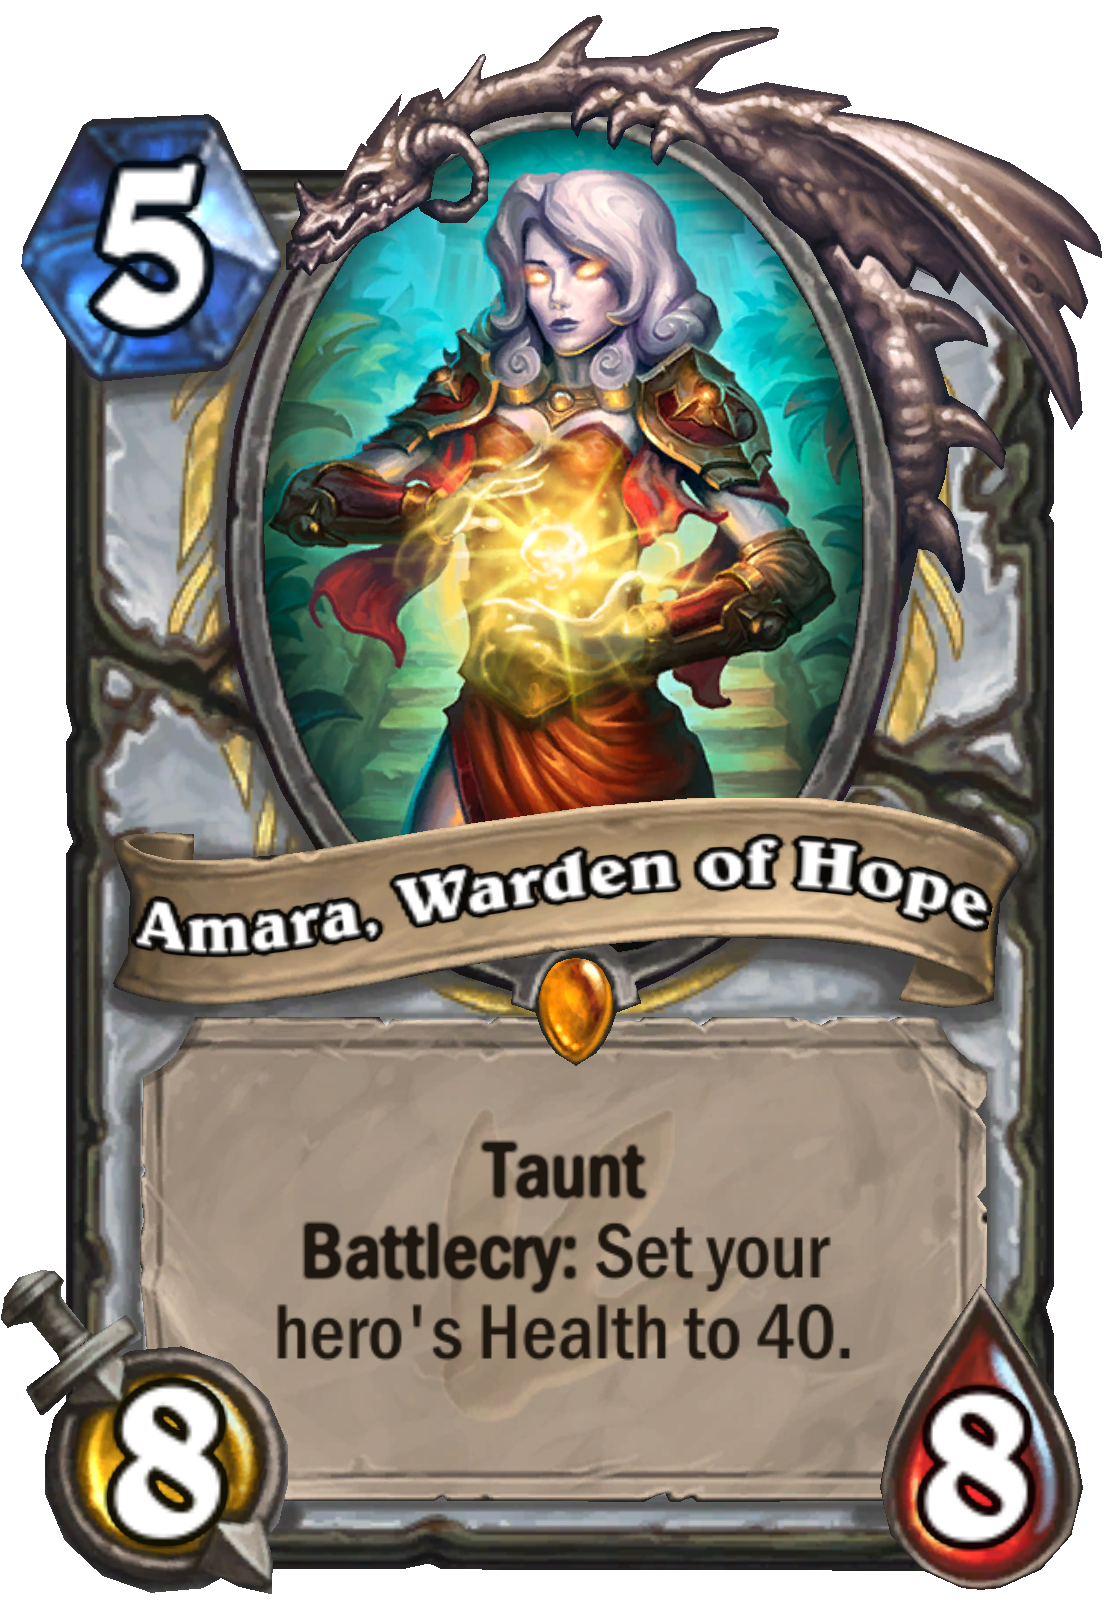 5
Amara, Warden of Hope
Taunt
Battlecry: Set your
hero's Health to 40.
8
8